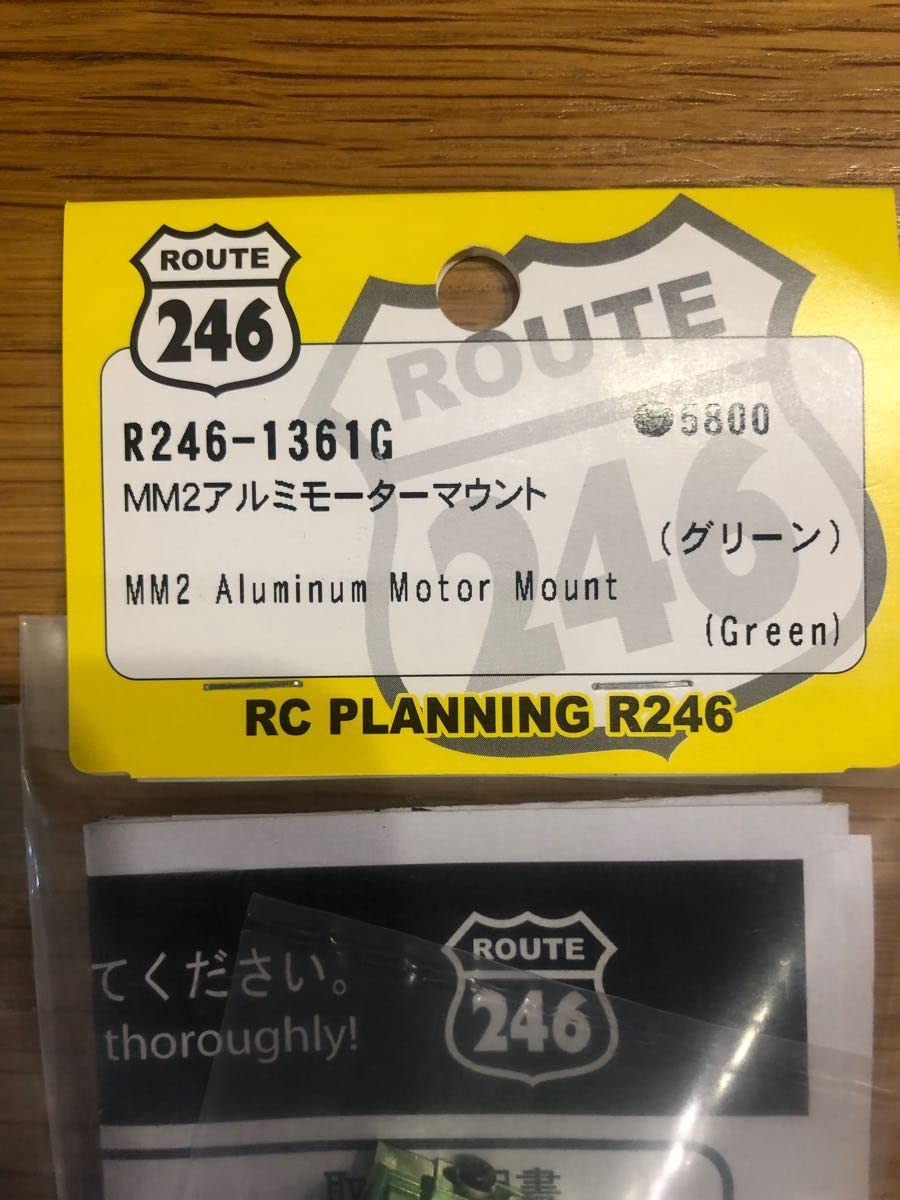 ROUTE
246
ROUTE
246
R246-1361G
●5800
MM2アルミモーターマウント
(グリーン)
MM2 Aluminum Motor Mount
(Green)
RC PLANNING R246
てください。
thoroughly!
ROUTE
246
取
書